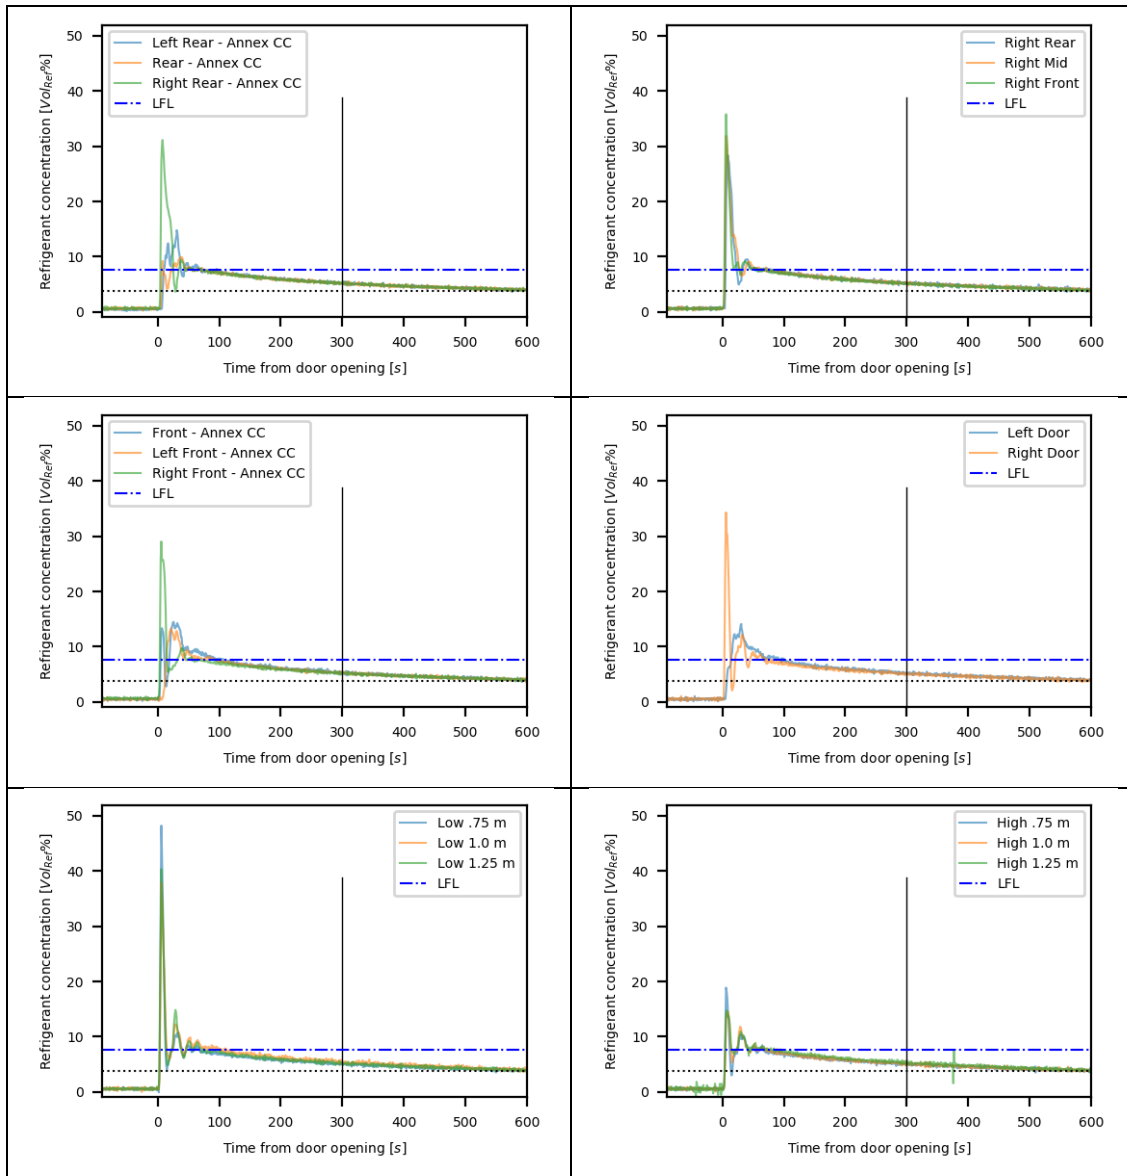 Refrigerant concentration [Vol_Ref%]
50
40
30
20
10
0
Left Rear - Annex CC
Rear - Annex CC
Right Rear - Annex CC
LFL
0 100 200 300 400 500 600
Time from door opening [s]
Refrigerant concentration [Vol_Ref%]
50
40
30
20
10
0
Right Rear
Right Mid
Right Front
LFL
0 100 200 300 400 500 600
Time from door opening [s]
Refrigerant concentration [Vol_Ref%]
50
40
30
20
10
0
Front - Annex CC
Left Front - Annex CC
Right Front - Annex CC
LFL
0 100 200 300 400 500 600
Time from door opening [s]
Refrigerant concentration [Vol_Ref%]
50
40
30
20
10
0
Left Door
Right Door
LFL
0 100 200 300 400 500 600
Time from door opening [s]
Refrigerant concentration [Vol_Ref%]
50
40
30
20
10
0
Low .75 m
Low 1.0 m
Low 1.25 m
LFL
0 100 200 300 400 500 600
Time from door opening [s]
Refrigerant concentration [Vol_Ref%]
50
40
30
20
10
0
High .75 m
High 1.0 m
High 1.25 m
LFL
0 100 200 300 400 500 600
Time from door opening [s]